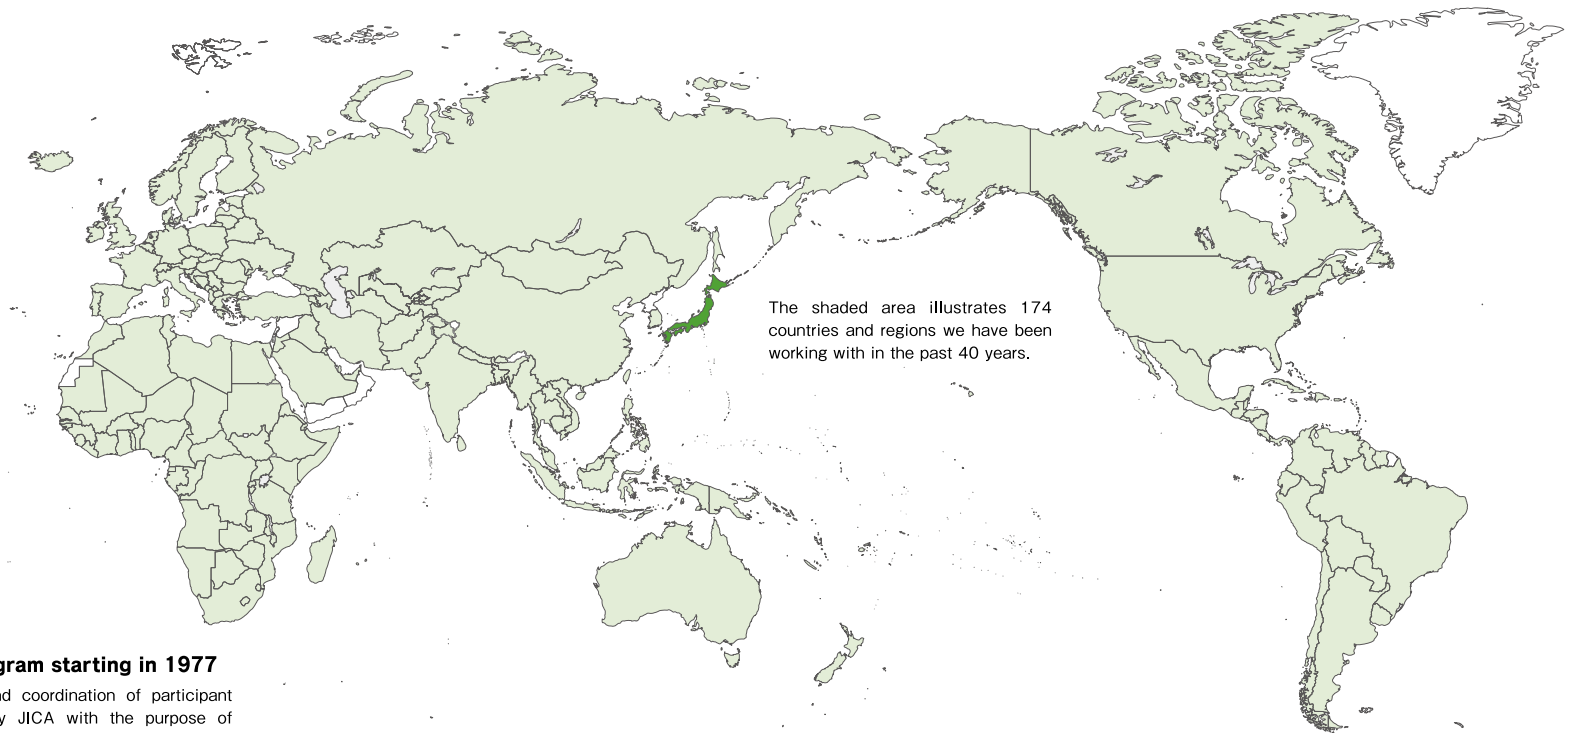 The shaded area illustrates 174
countries and regions we have been
working with in the past 40 years.
gram starting in 1977
nd coordination of participant
y JICA with the purpose of